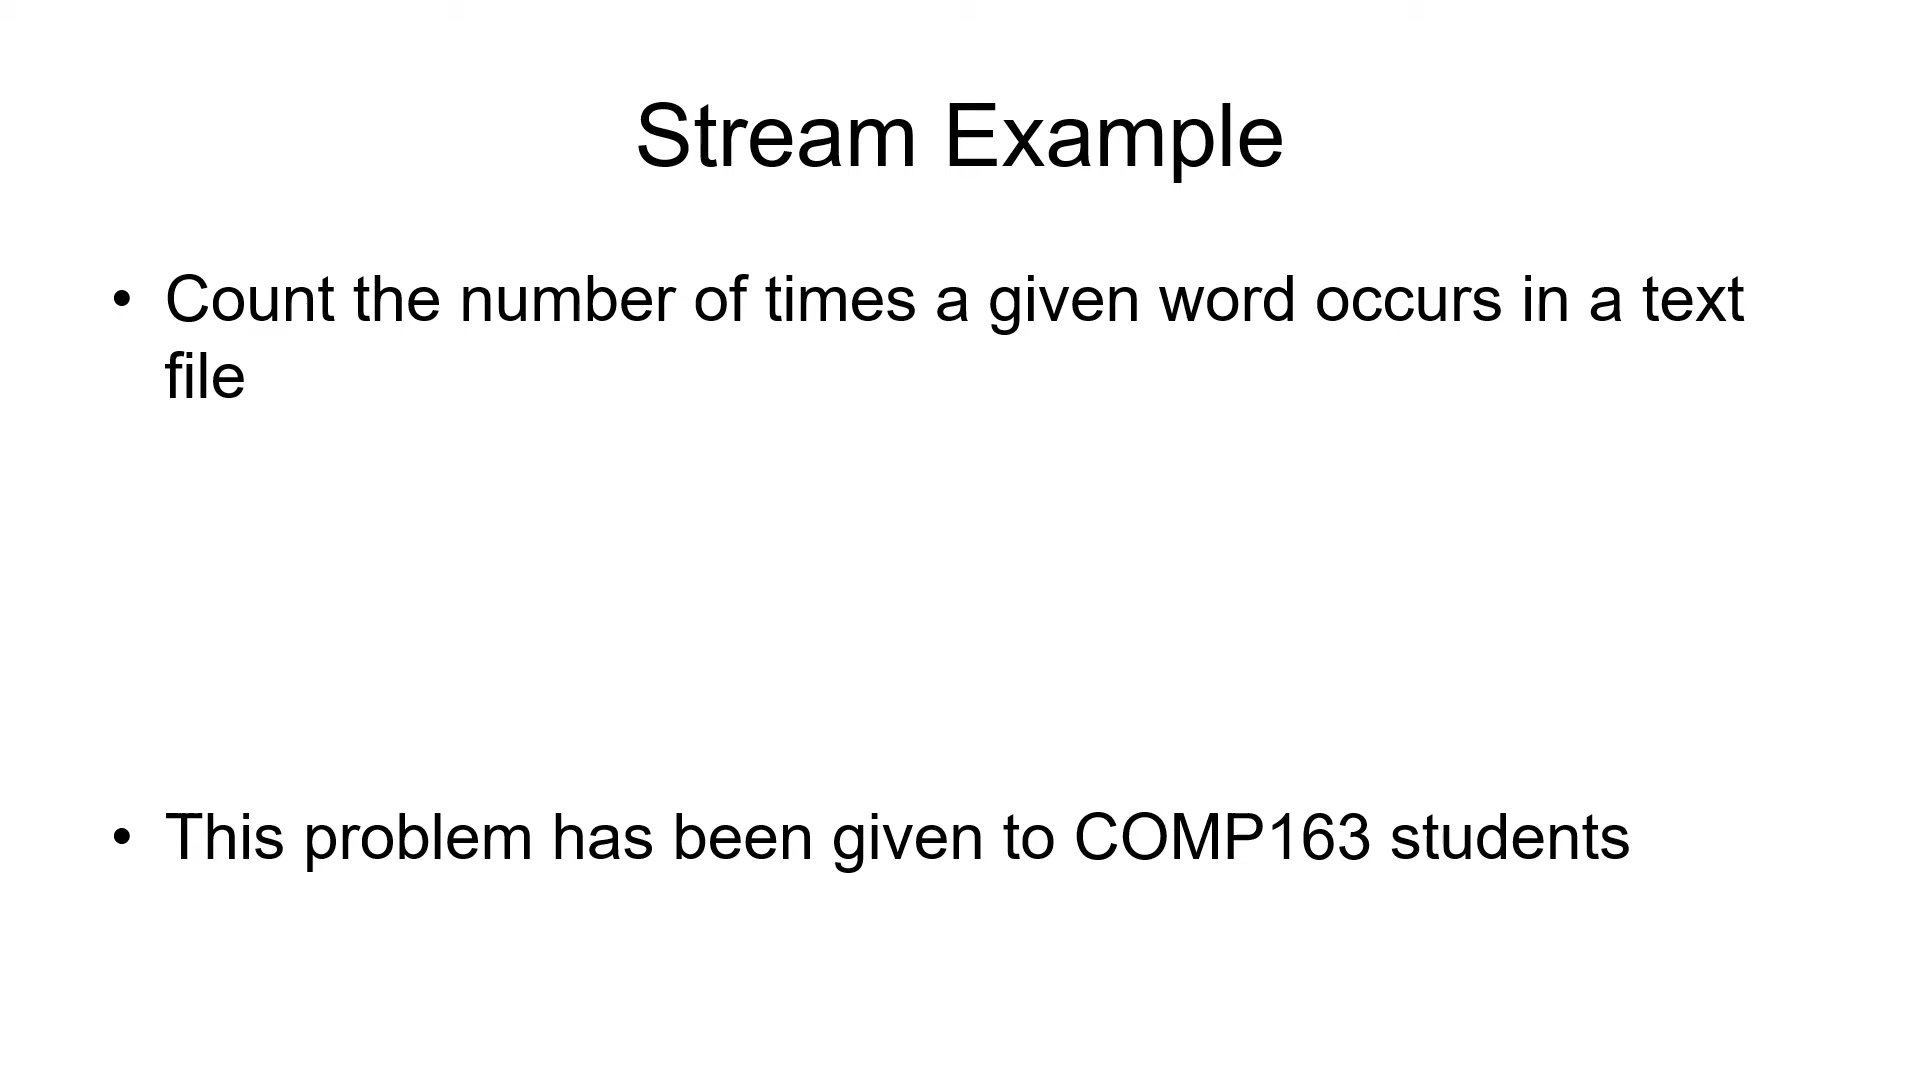 Stream Example
• Count the number of times a given word occurs in a text
file
• This problem has been given to COMP163 students